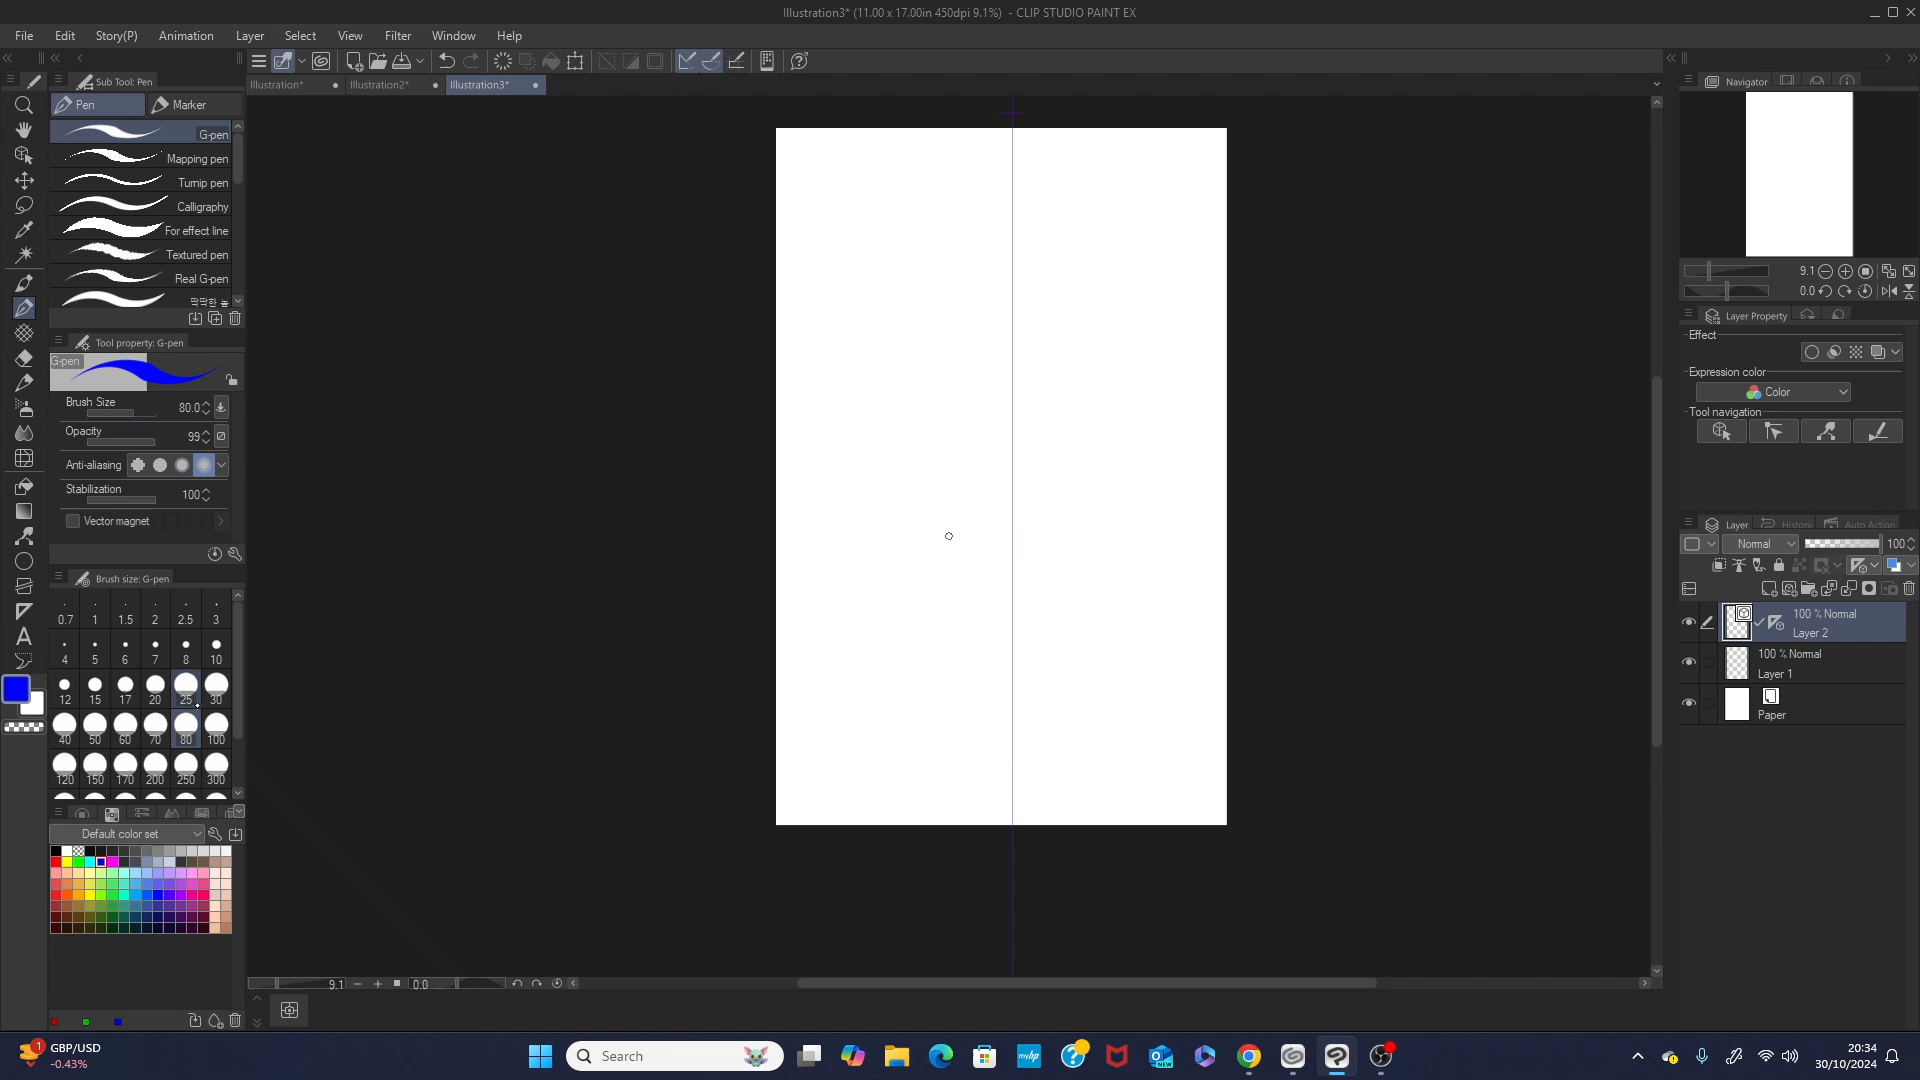 Illustration3* (11.00 x 17.00in 450dpi 9.1%) - CLIP STUDIO PAINT EX
File Edit Story(P) Animation Layer Select View Filter Window Help
Sub Tool: Pen
Illustration* Illustration2* Illustration3*
Navigator
Pen Marker
G-pen
Mapping pen
Turnip pen
Calligraphy
For effect line
Textured pen
Real G-pen
딱딱한 놀
9.1
0.0
Layer Property
Effect
Expression color
Color
Tool navigation
Tool property: G-pen
G-pen
Brush Size 80.0
Opacity 99
Anti-aliasing
Stabilization 100
Vector magnet
Layer History Auto Action
Normal 100
100 % Normal
Layer 2
100 % Normal
Layer 1
Paper
Brush size: G-pen
0.7 1 1.5 2 2.5 3
4 5 6 7 8 10
12 15 17 20 25 30
40 50 60 70 80 100
120 150 170 200 250 300
Default color set
9.1 0.0
1 GBP/USD
-0.43%
Search
myhp
NEW
20:34
30/10/2024